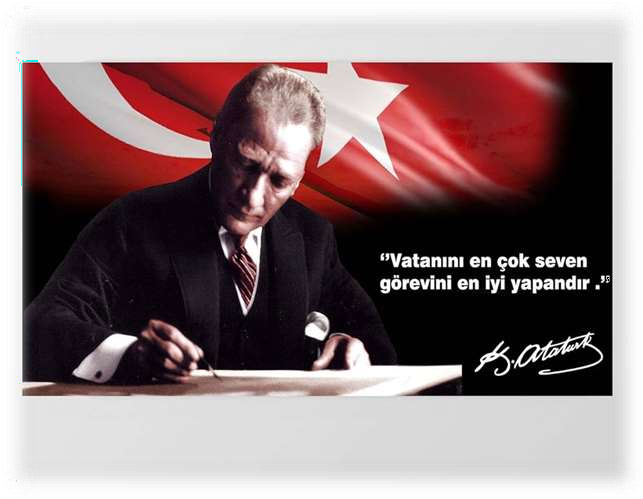 ‘’Vatanını en çok seven
görevini en iyi yapandır .’’
K. Atatürk